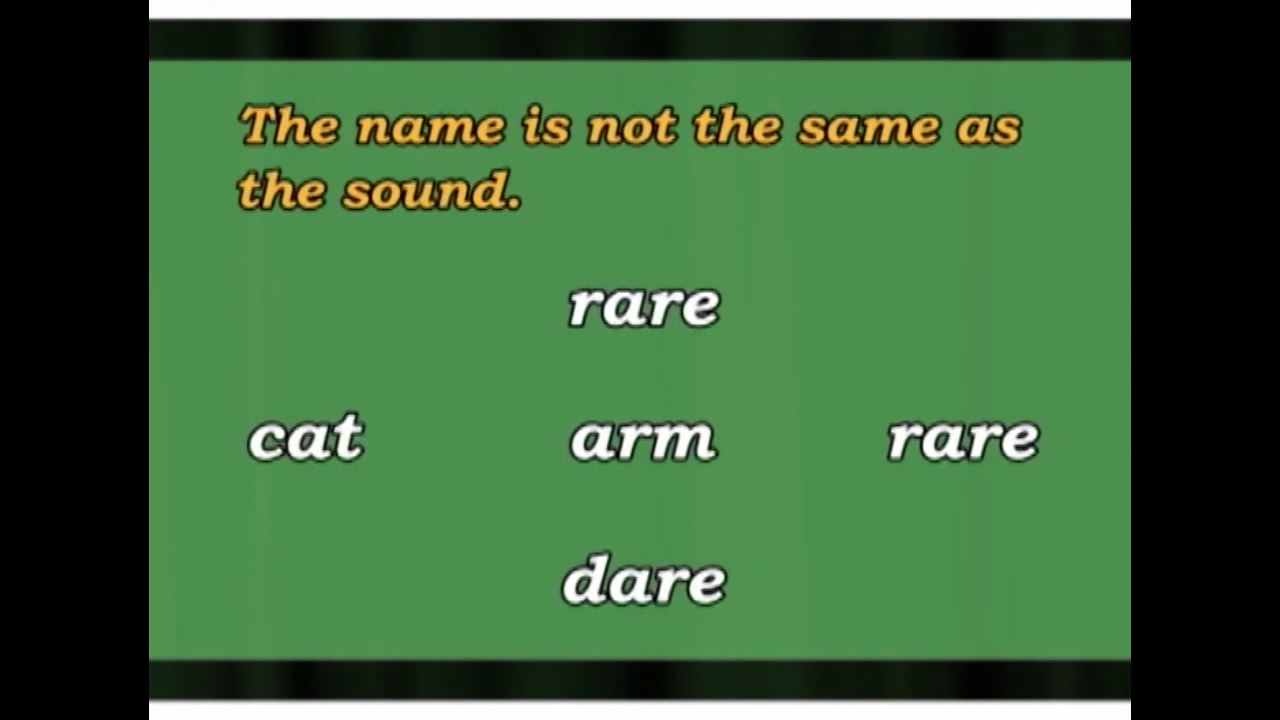 The name is not the same as
the sound.
rare
cat arm rare
dare